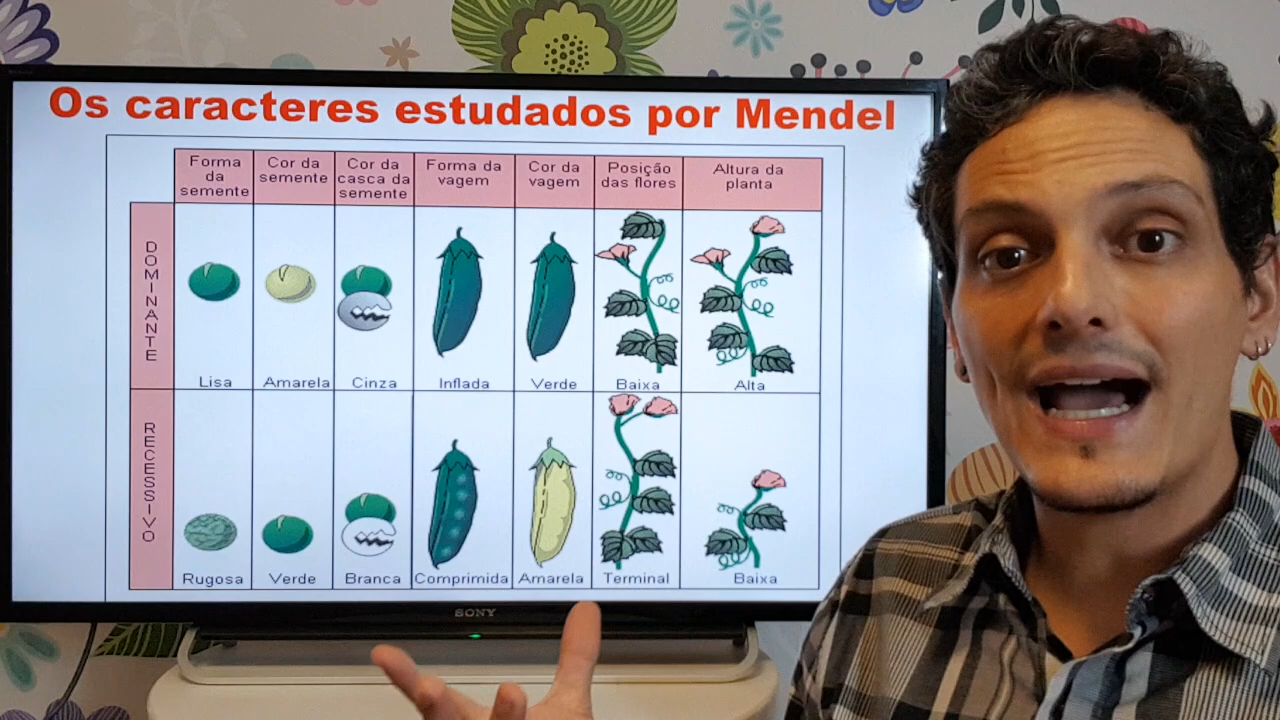 Os caracteres estudados por Mendel
Forma
da
semente
Cor da
semente
Cor da
casca da
semente
Forma da
vagem
Cor da
vagem
Posição
das flores
Altura da
planta
DOMINANTE
Lisa
Amarela
Cinza
Inflada
Verde
Baixa
Alta
RECESSIVO
Rugosa
Verde
Branca
Comprimida
Amarela
Terminal
Baixa
SONY